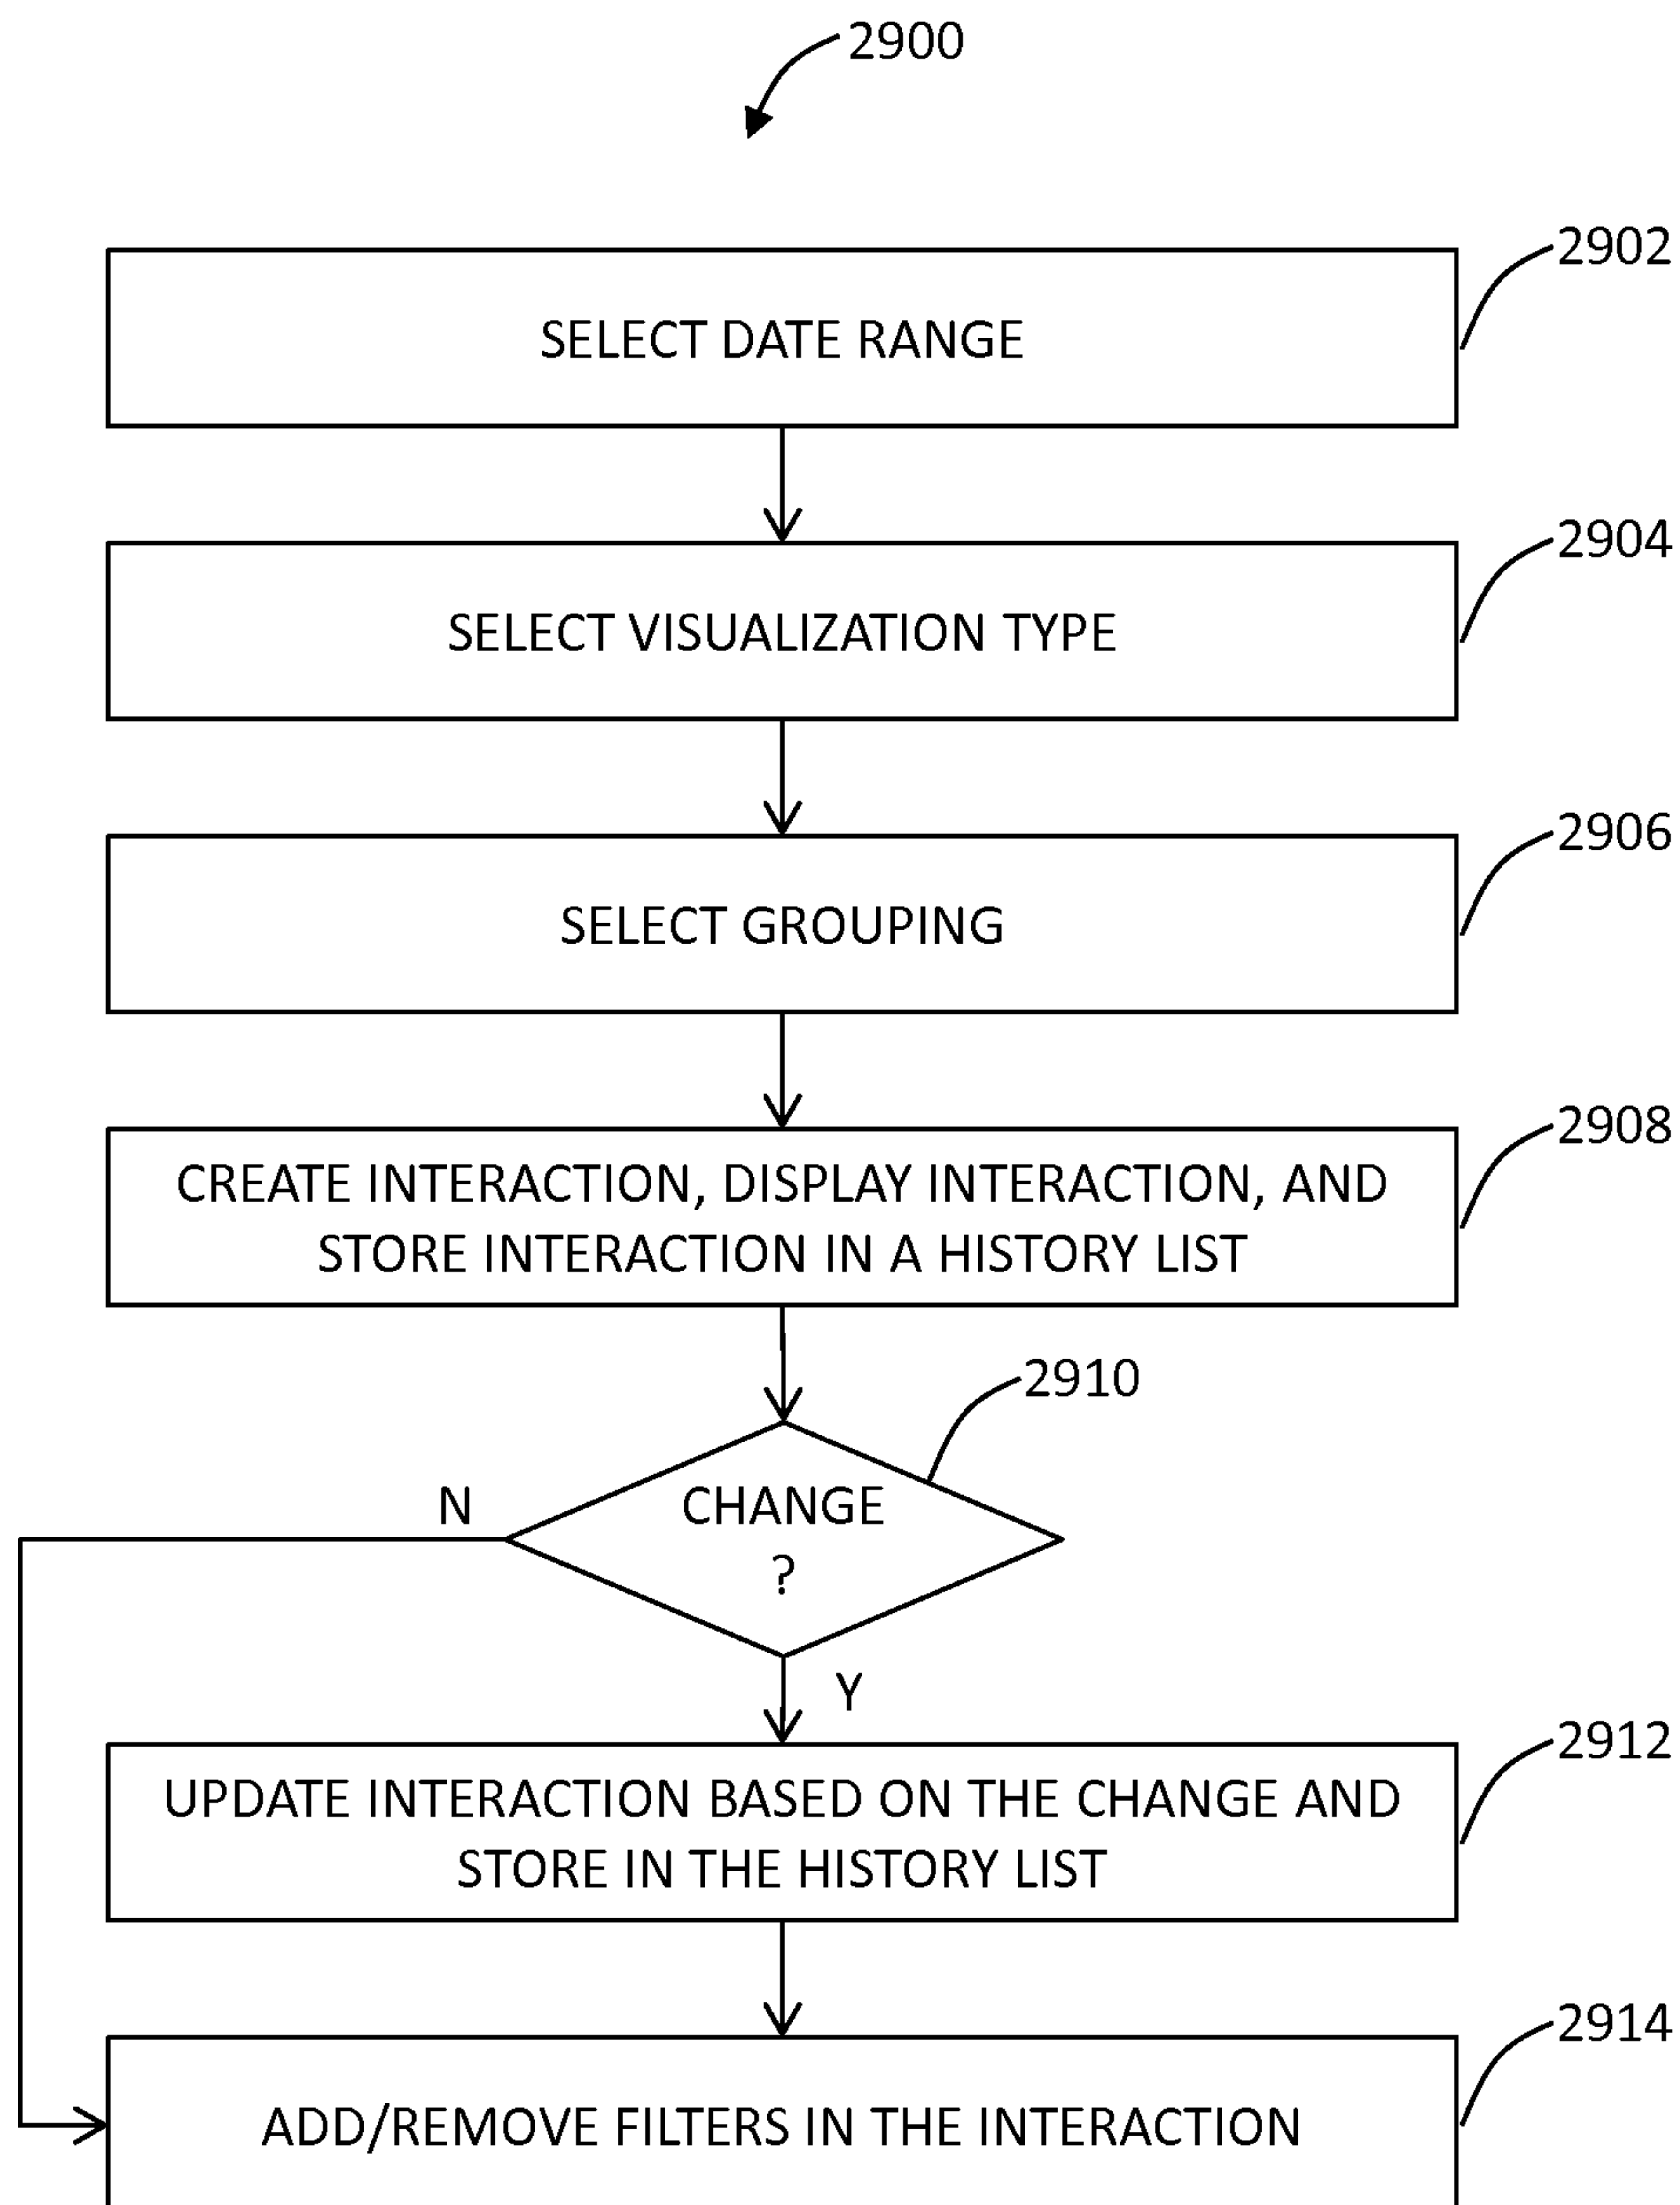 2900
2902
SELECT DATE RANGE
2904
SELECT VISUALIZATION TYPE
2906
SELECT GROUPING
2908
CREATE INTERACTION, DISPLAY INTERACTION, AND
STORE INTERACTION IN A HISTORY LIST
2910
N
CHANGE
?
Y
2912
UPDATE INTERACTION BASED ON THE CHANGE AND
STORE IN THE HISTORY LIST
2914
ADD/REMOVE FILTERS IN THE INTERACTION